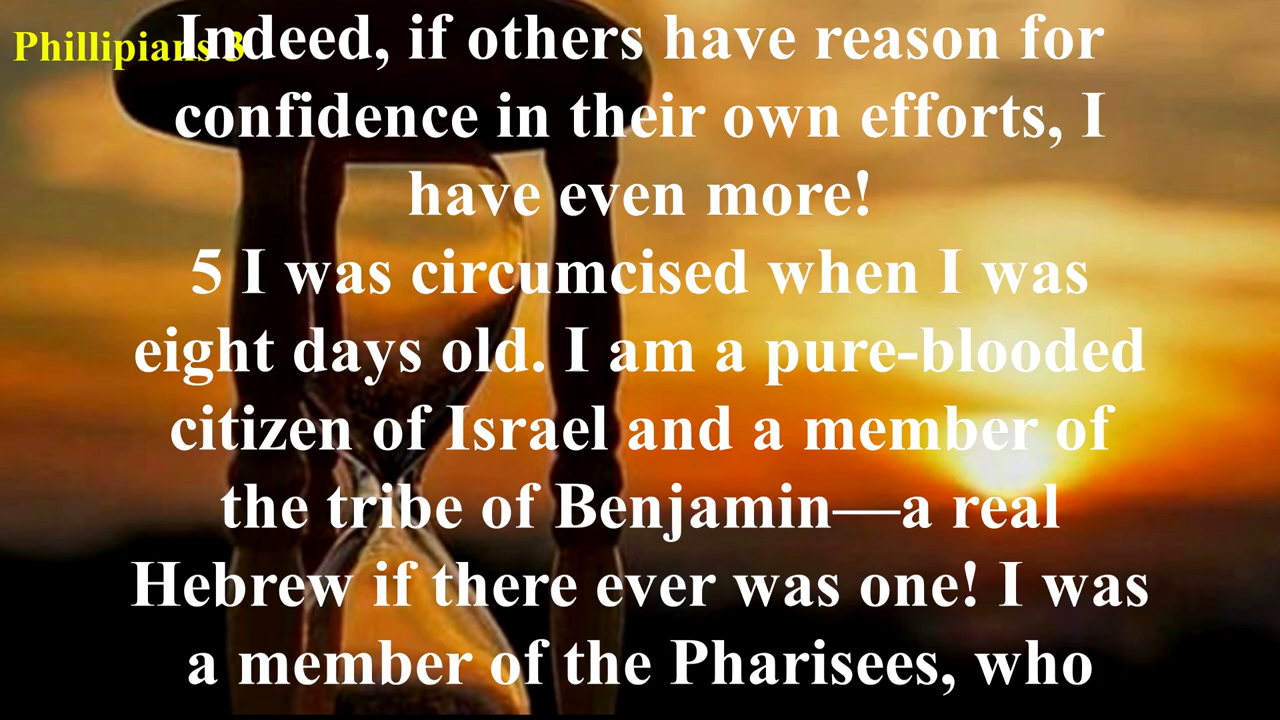 Phillipians 3
Indeed, if others have reason for
confidence in their own efforts, I
have even more!
5 I was circumcised when I was
eight days old. I am a pure-blooded
citizen of Israel and a member of
the tribe of Benjamin—a real
Hebrew if there ever was one! I was
a member of the Pharisees, who